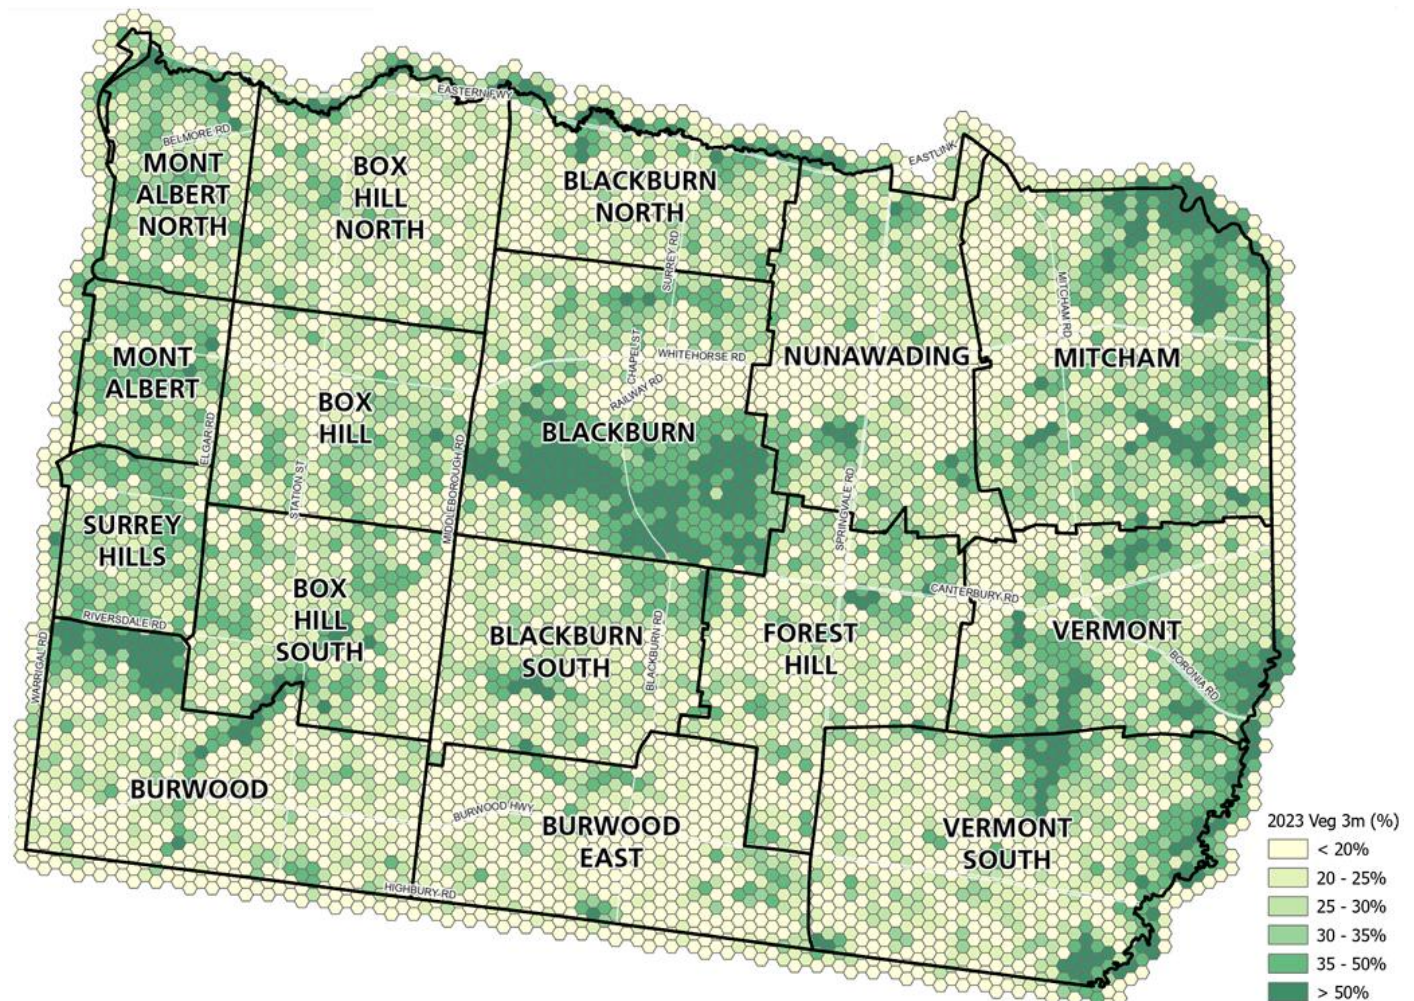 EASTERN FWY
BELMORE RD
MONT
ALBERT
NORTH
BOX
HILL
NORTH
BLACKBURN
NORTH
EASTLINK
SURREY RD
MITCHAM RD
MONT
ALBERT
ELGAR RD
BOX
HILL
STATION ST
MIDDLEBOROUGH RD
CHAPEL ST
WHITEHORSE RD
RAILWAY RD
BLACKBURN
NUNAWADING
MITCHAM
SPRINGVALE RD
SURREY
HILLS
RIVERSDALE RD
WARRIGAL RD
BOX
HILL
SOUTH
BLACKBURN
SOUTH
BLACKBURN RD
FOREST
HILL
CANTERBURY RD
VERMONT
BORONIA RD
BURWOOD
BURWOOD HWY
BURWOOD
EAST
HIGHBURY RD
VERMONT
SOUTH
2023 Veg 3m (%)
< 20%
20 - 25%
25 - 30%
30 - 35%
35 - 50%
> 50%